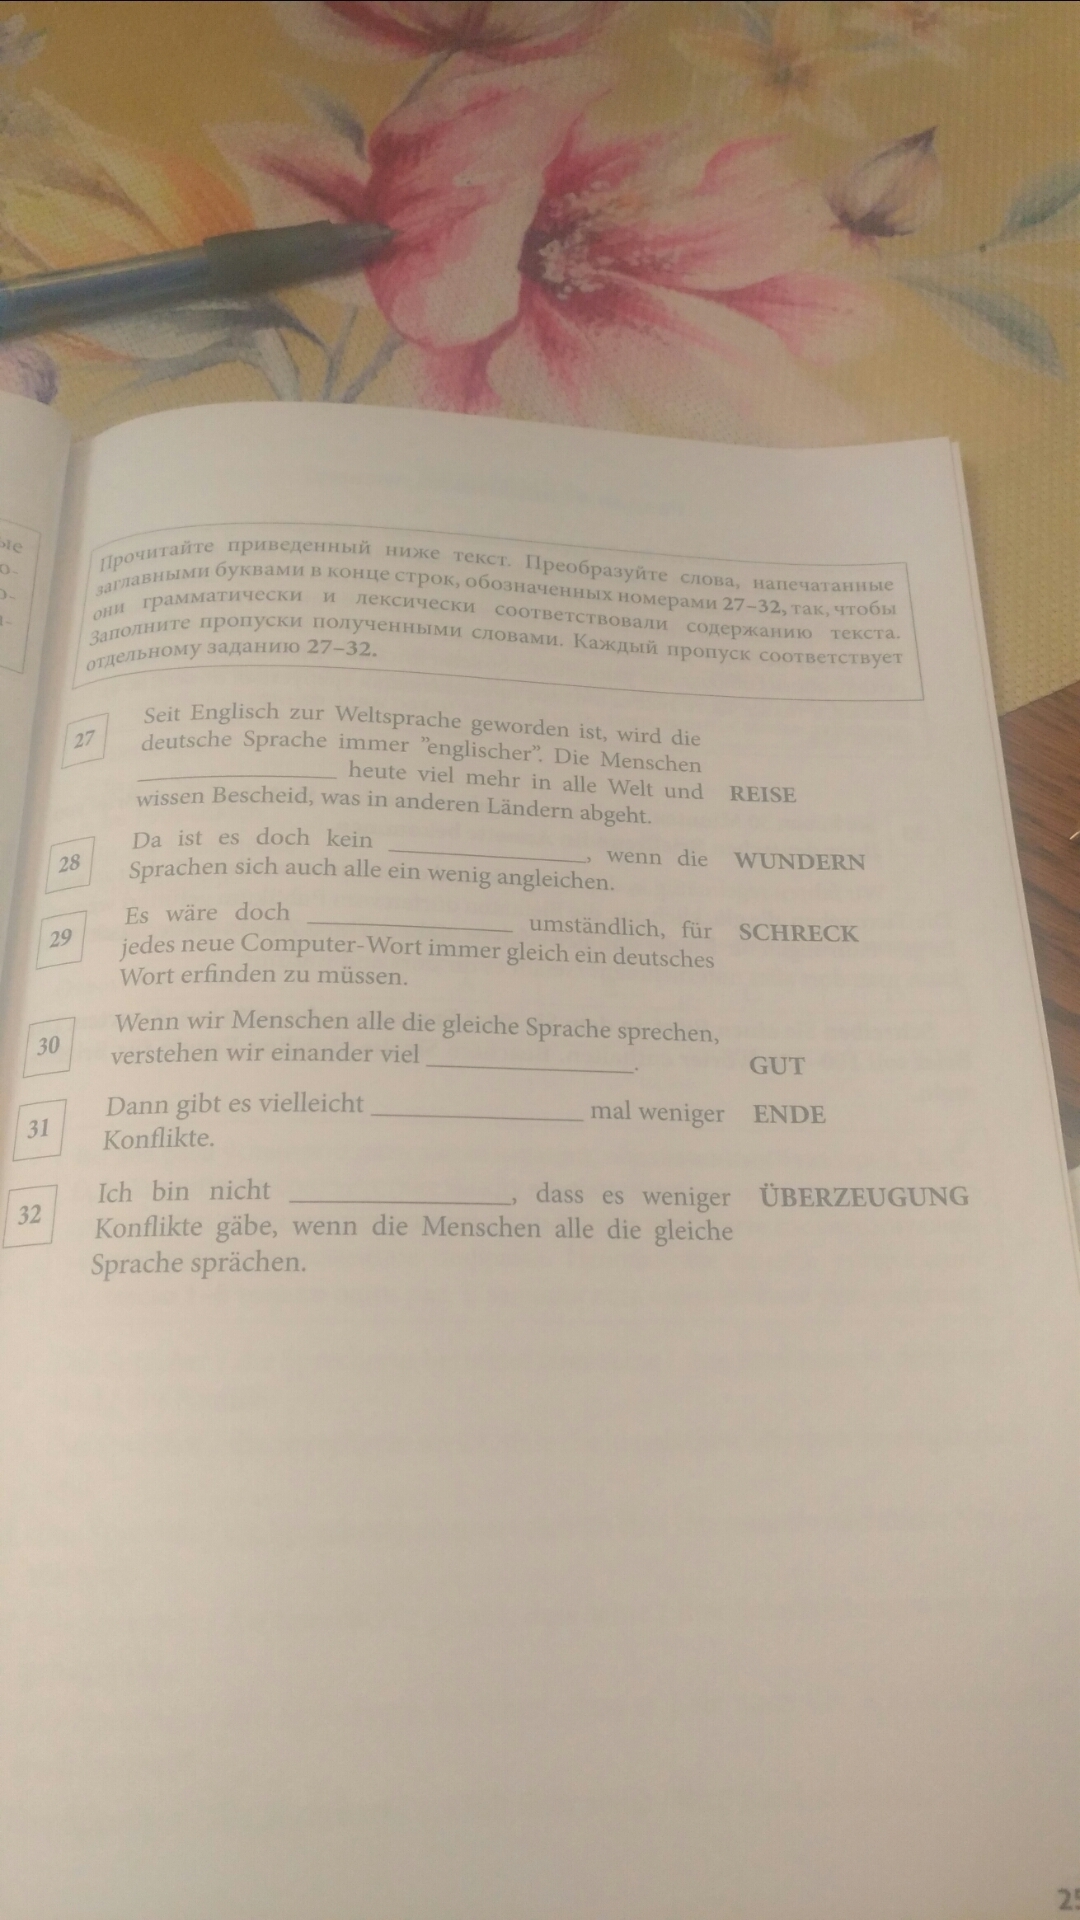 Прочитайте приведенный ниже текст. Преобразуйте слова, напечатанные
заглавными буквами в конце строк, обозначенных номерами 27–32, так, чтобы
они грамматически и лексически соответствовали содержанию текста.
Заполните пропуски полученными словами. Каждый пропуск соответствует
отдельному заданию 27–32.
27
Seit Englisch zur Weltsprache geworden ist, wird die
deutsche Sprache immer ”englischer”. Die Menschen
_______________ heute viel mehr in alle Welt und REISE
wissen Bescheid, was in anderen Ländern abgeht.
28
Da ist es doch kein _______________, wenn die WUNDERN
Sprachen sich auch alle ein wenig angleichen.
29
Es wäre doch _______________ umständlich, für SCHRECK
jedes neue Computer-Wort immer gleich ein deutsches
Wort erfinden zu müssen.
30
Wenn wir Menschen alle die gleiche Sprache sprechen,
verstehen wir einander viel _______________. GUT
31
Dann gibt es vielleicht _______________ mal weniger ENDE
Konflikte.
32
Ich bin nicht _______________, dass es weniger ÜBERZEUGUNG
Konflikte gäbe, wenn die Menschen alle die gleiche
Sprache sprächen.